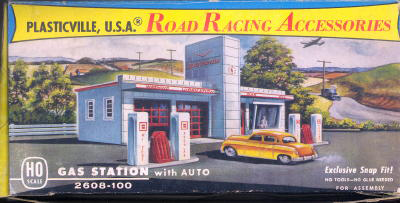 PLASTICVILLE, U.S.A.® ROAD RACING ACCESSORIES
HO
SCALE
GAS STATION with AUTO
2608-100
Exclusive Snap Fit!
NO TOOLS—NO GLUE NEEDED
FOR ASSEMBLY